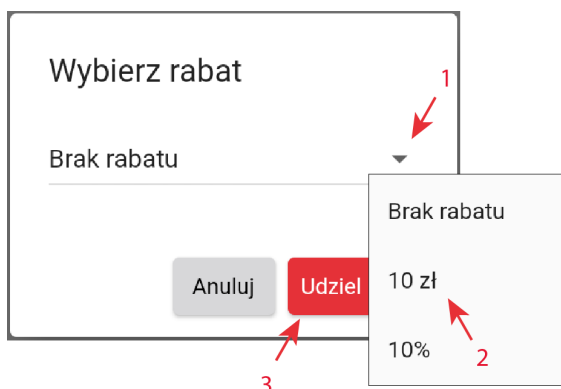 Wybierz rabat
1
Brak rabatu
Brak rabatu
Anuluj
Udziel
10 zł
10%
2
3